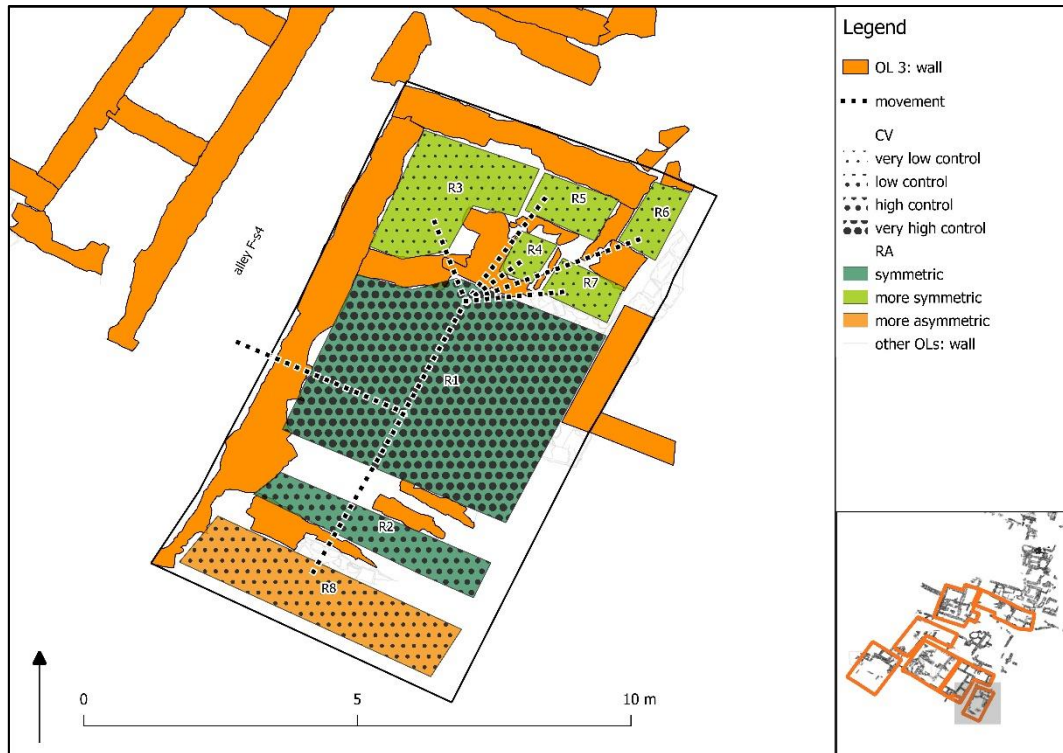 alley F-s4
R3
R5
R6
R4
R7
R1
R2
R8
0
5
10 m
Legend
OL 3: wall
movement
CV
very low control
low control
high control
very high control
RA
symmetric
more symmetric
more asymmetric
other OLs: wall